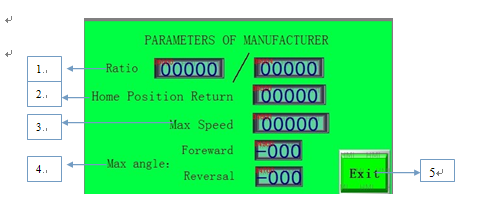 PARAMETERS OF MANUFACTURER
1. Ratio 00000 / 00000
2. Home Position Return 00000
3. Max Speed 00000
Foreward -000
4. Max angle:
Reversal -000
Exit 5